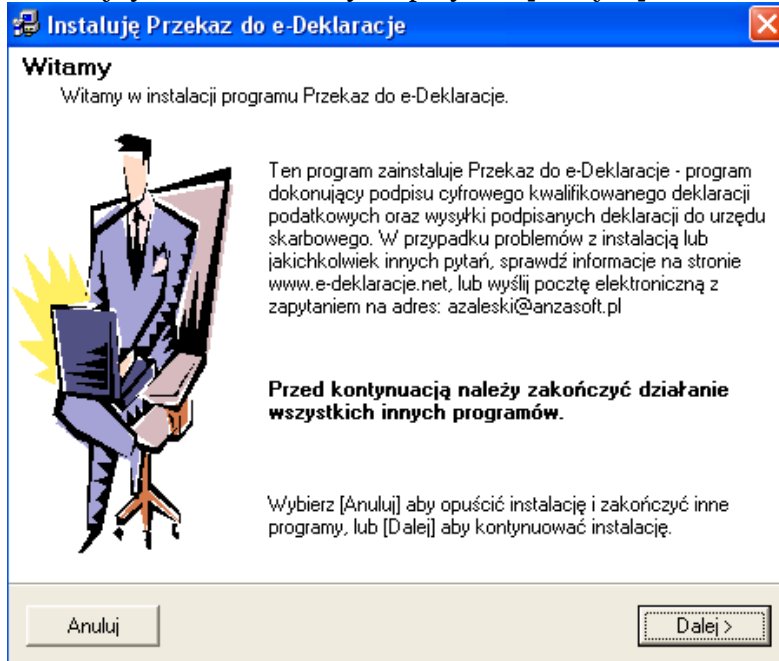 Instaluję Przekaz do e-Deklaracje
Witamy
Witamy w instalacji programu Przekaz do e-Deklaracje.
Ten program zainstaluje Przekaz do e-Deklaracje - program
dokonujący podpisu cyfrowego kwalifikowanego deklaracji
podatkowych oraz wysyłki podpisanych deklaracji do urzędu
skarbowego. W przypadku problemów z instalacją lub
jakichkolwiek innych pytań, sprawdź informacje na stronie
www.e-deklaracje.net, lub wyślij pocztę elektroniczną z
zapytaniem na adres: azaleski@anzasoft.pl
Przed kontynuacją należy zakończyć działanie
wszystkich innych programów.
Wybierz [Anuluj] aby opuścić instalację i zakończyć inne
programy, lub [Dalej] aby kontynuować instalację.
Anuluj
Dalej >